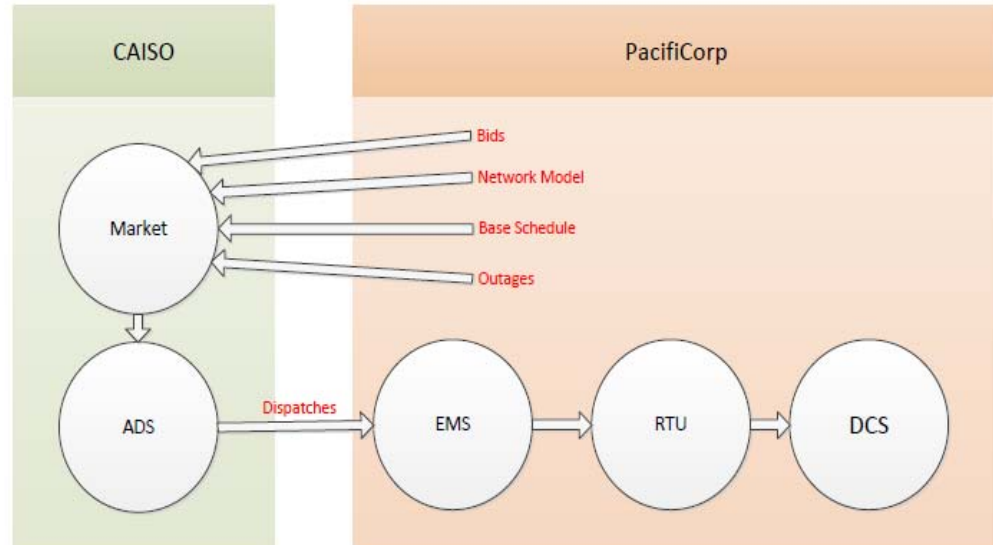 CAISO
PacifiCorp
Bids
Network Model
Market
Base Schedule
Outages
Dispatches
ADS
EMS
RTU
DCS